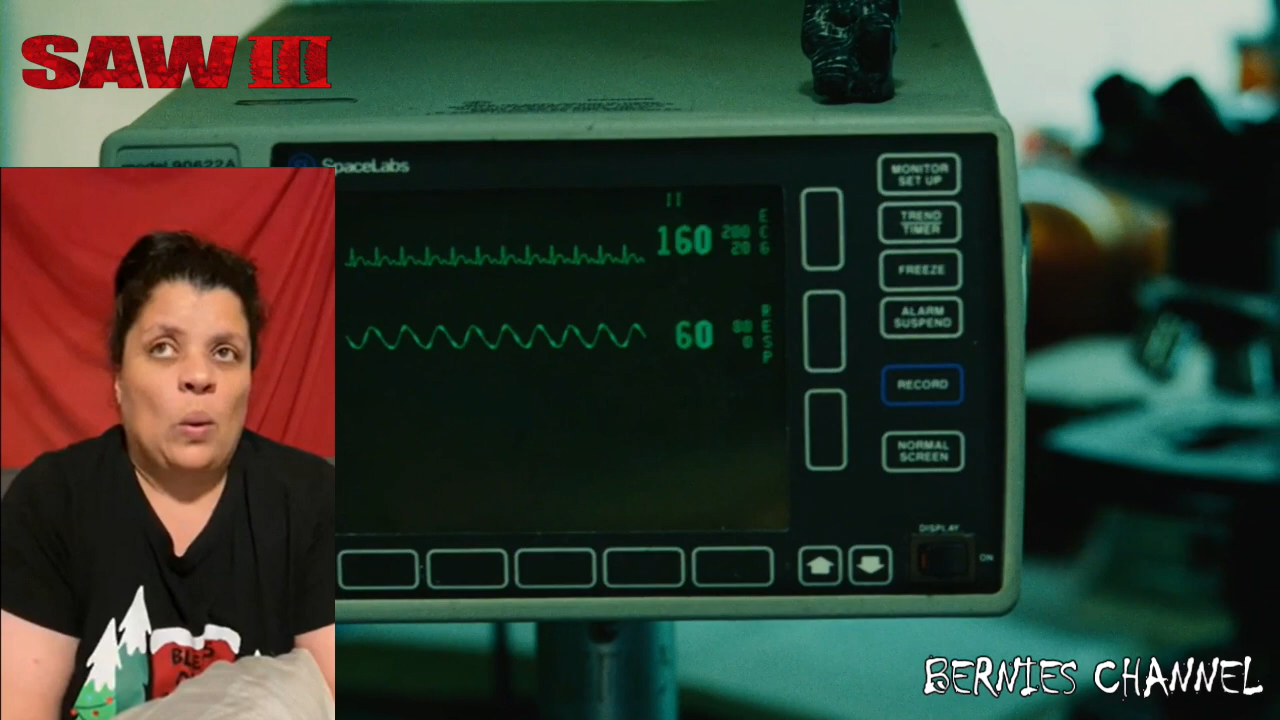 SAW III
model 90622A
SpaceLabs
MONITOR
SET UP
TREND
TIMER
FREEZE
ALARM
SUSPEND
RECORD
NORMAL
SCREEN
II
160
200
20
ECG
60
80
0
RESP
DISPLAY
ON
BERNIES CHANNEL